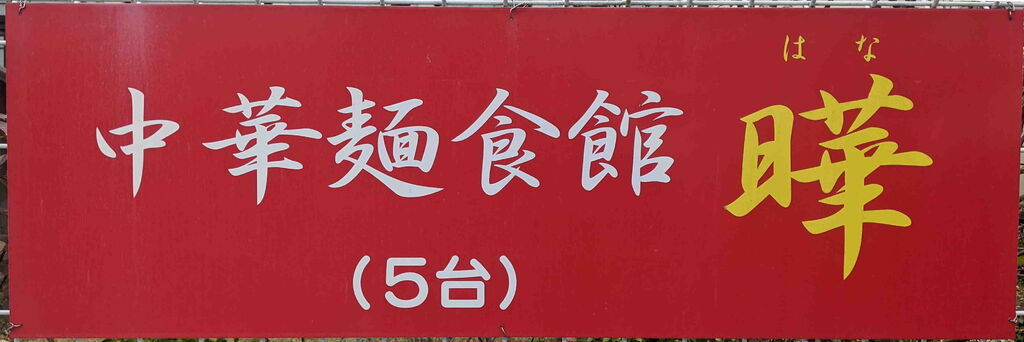 はな
中華麺食館 曄
(5台)